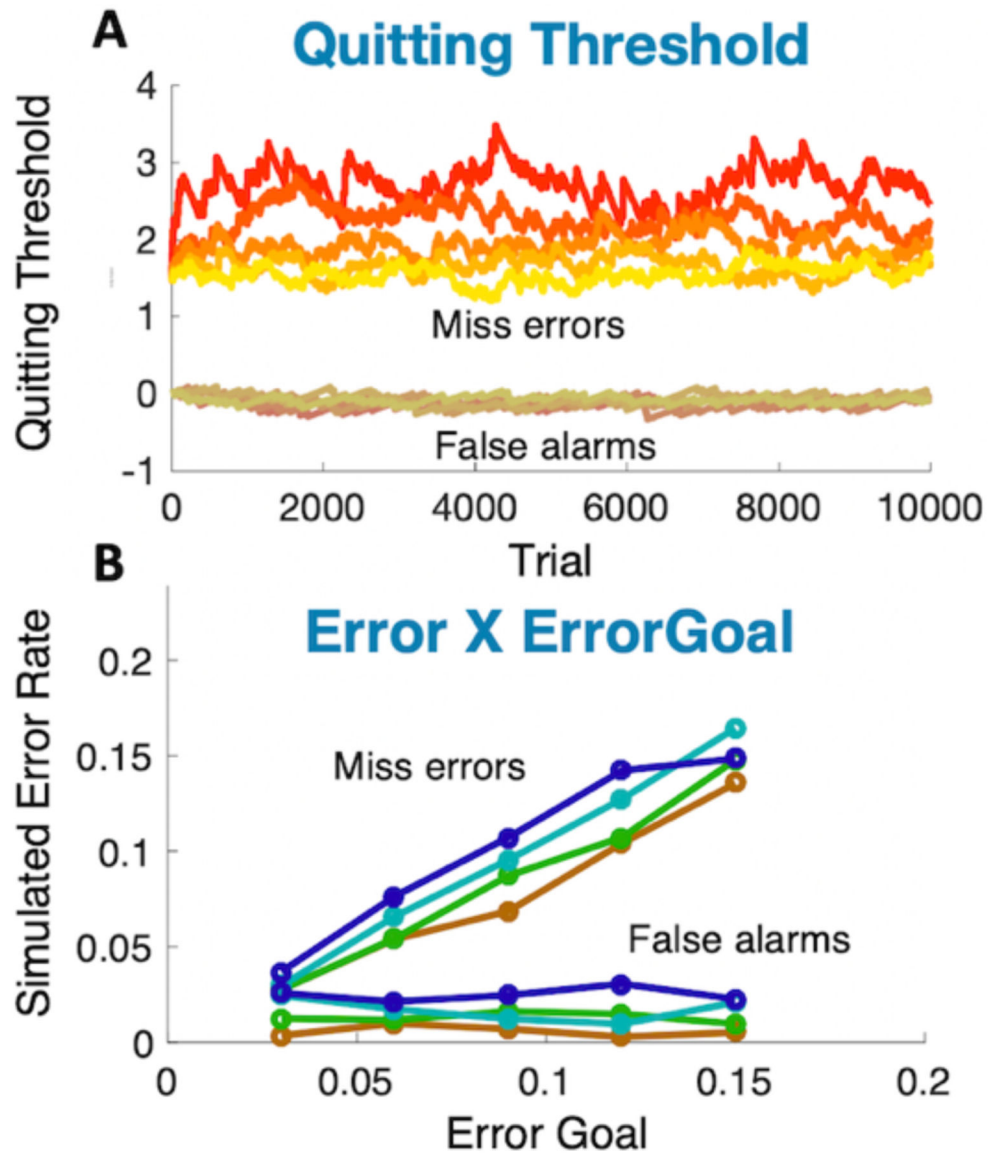 A
Quitting Threshold
Quitting Threshold
4
3
2
1
0
-1
Miss errors
False alarms
0 2000 4000 6000 8000 10000
Trial
B
Error X ErrorGoal
Simulated Error Rate
0.2
0.15
0.1
0.05
0
Miss errors
False alarms
0 0.05 0.1 0.15 0.2
Error Goal